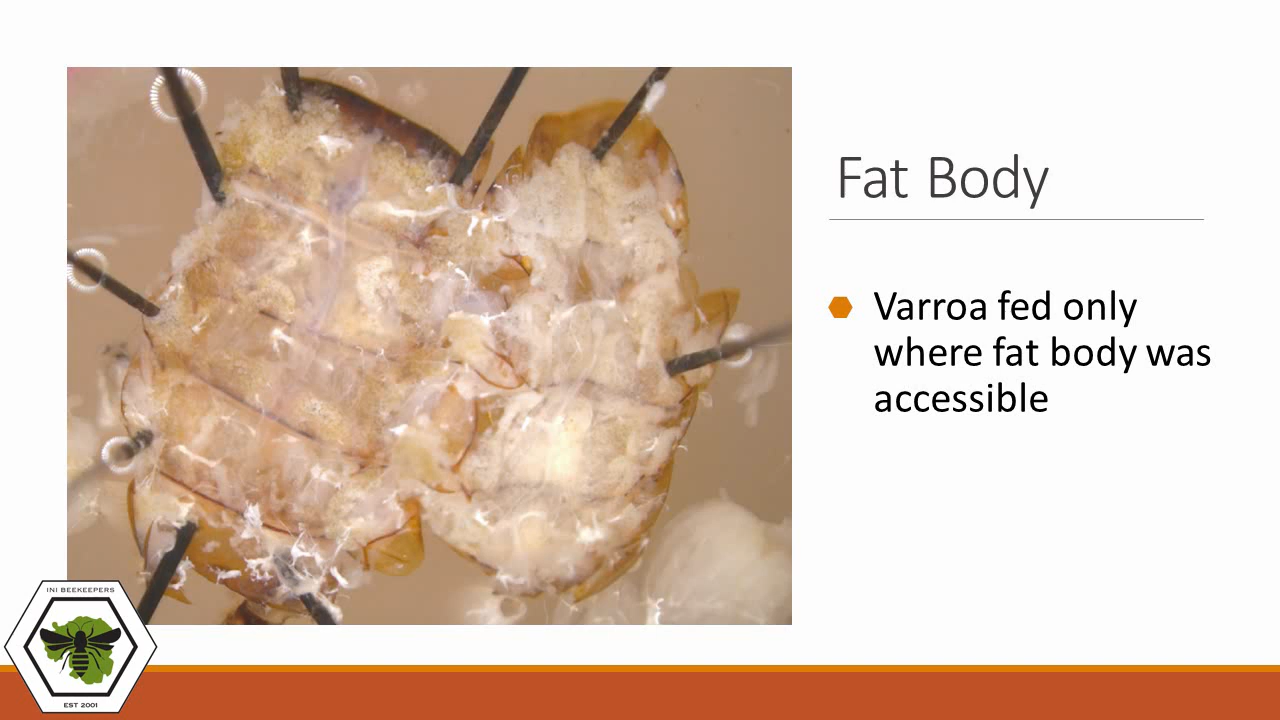 Fat Body
Varroa fed only
where fat body was
accessible
INI BEEKEEPERS
EST 2001